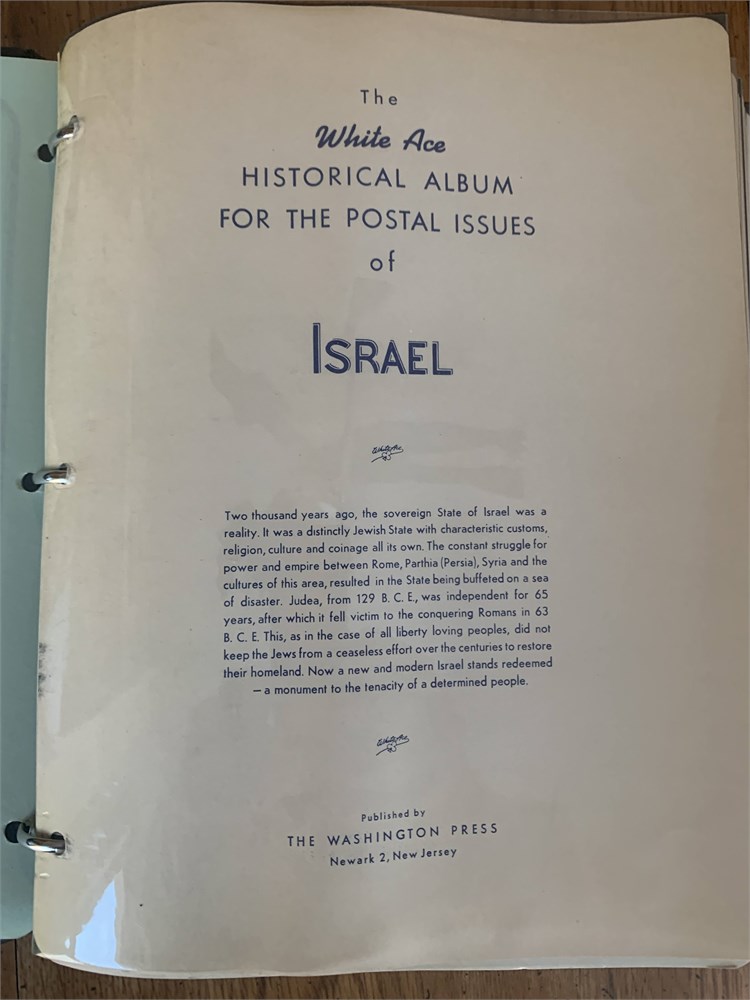 The
White Ace
HISTORICAL ALBUM
FOR THE POSTAL ISSUES
of
ISRAEL
White Ace
Two thousand years ago, the sovereign State of Israel was a
reality. It was a distinctly Jewish State with characteristic customs,
religion, culture and coinage all its own. The constant struggle for
power and empire between Rome, Parthia (Persia), Syria and the
cultures of this area, resulted in the State being buffeted on a sea
of disaster. Judea, from 129 B. C. E., was independent for 65
years, after which it fell victim to the conquering Romans in 63
B. C. E. This, as in the case of all liberty loving peoples, did not
keep the Jews from a ceaseless effort over the centuries to restore
their homeland. Now a new and modern Israel stands redeemed
— a monument to the tenacity of a determined people.
White Ace
Published by
THE WASHINGTON PRESS
Newark 2, New Jersey